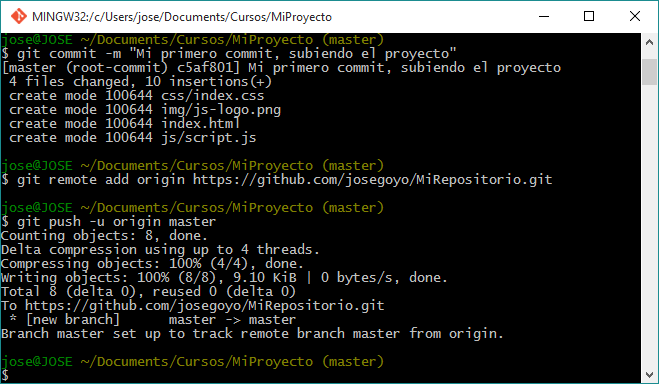 MINGW32:/c/Users/jose/Documents/Cursos/MiProyecto
jose@JOSE ~/Documents/Cursos/MiProyecto (master)
$ git commit -m "Mi primero commit, subiendo el proyecto"
[master (root-commit) c5af801] Mi primero commit, subiendo el proyecto
 4 files changed, 10 insertions(+)
 create mode 100644 css/index.css
 create mode 100644 img/js-logo.png
 create mode 100644 index.html
 create mode 100644 js/script.js
jose@JOSE ~/Documents/Cursos/MiProyecto (master)
$ git remote add origin https://github.com/josegoyo/MiRepositorio.git
jose@JOSE ~/Documents/Cursos/MiProyecto (master)
$ git push -u origin master
Counting objects: 8, done.
Delta compression using up to 4 threads.
Compressing objects: 100% (4/4), done.
Writing objects: 100% (8/8), 9.10 KiB | 0 bytes/s, done.
Total 8 (delta 0), reused 0 (delta 0)
To https://github.com/josegoyo/MiRepositorio.git
 * [new branch]      master -> master
Branch master set up to track remote branch master from origin.
jose@JOSE ~/Documents/Cursos/MiProyecto (master)
$